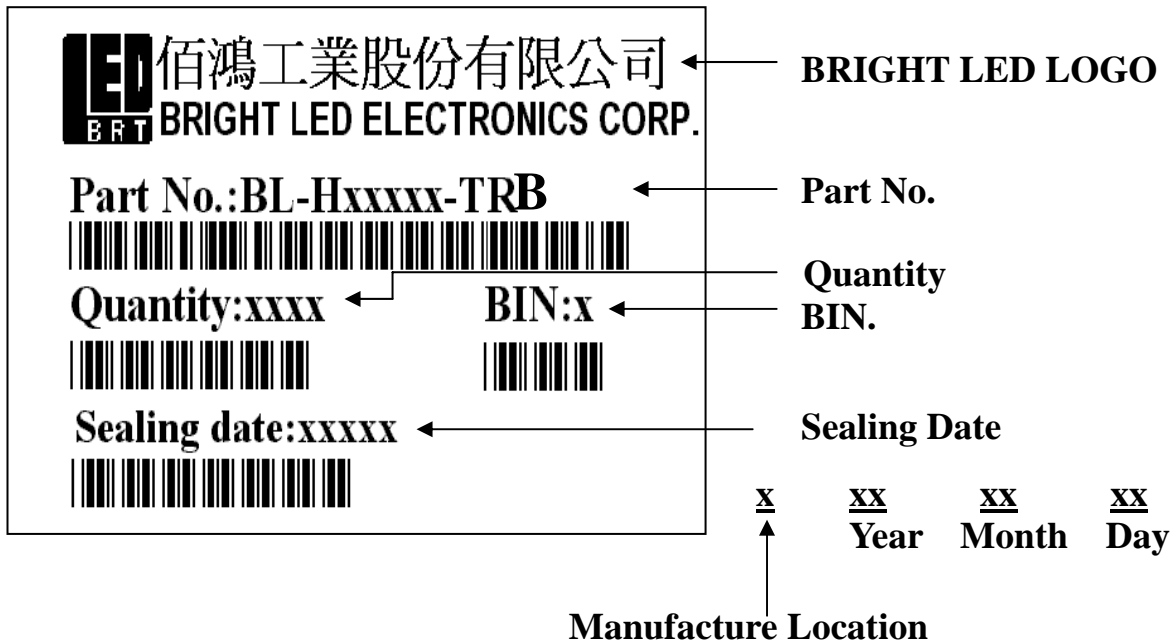 LED
BRT
佰鴻工業股份有限公司
BRIGHT LED ELECTRONICS CORP.
BRIGHT LED LOGO
Part No.:BL-Hxxxxx-TRB
Part No.
Quantity:xxxx
BIN:x
Quantity
BIN.
Sealing date:xxxxx
Sealing Date
x xx xx xx
Year Month Day
Manufacture Location